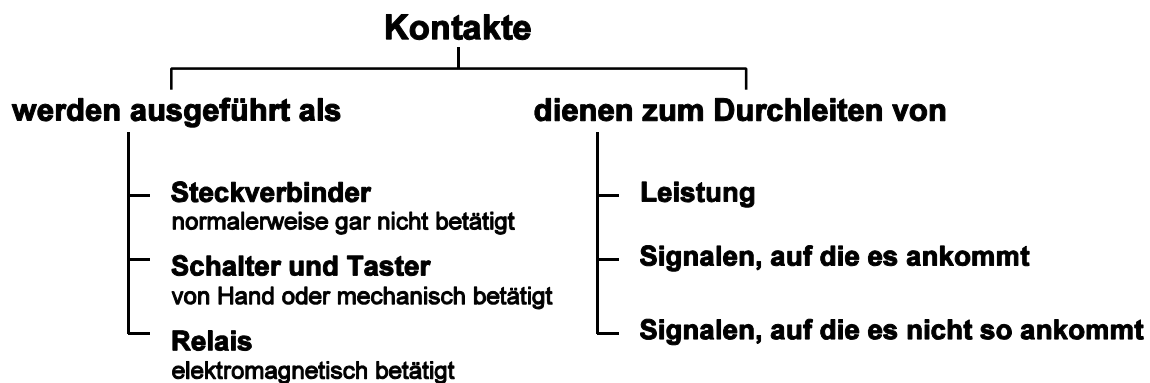 Kontakte
werden ausgeführt als
Steckverbinder
normalerweise gar nicht betätigt
Schalter und Taster
von Hand oder mechanisch betätigt
Relais
elektromagnetisch betätigt
dienen zum Durchleiten von
Leistung
Signalen, auf die es ankommt
Signalen, auf die es nicht so ankommt